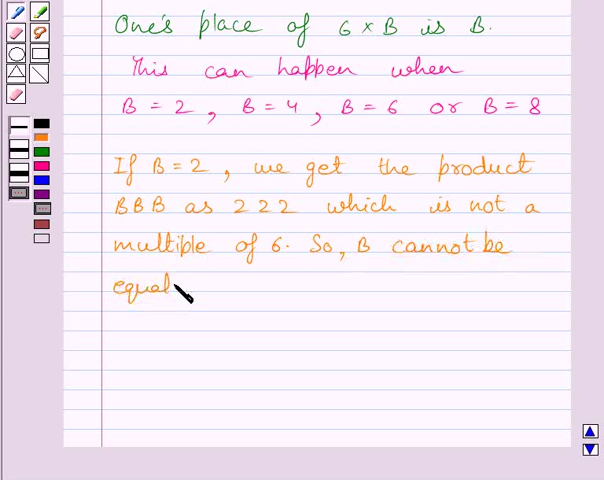 One's place of 6 × B is B.
This can happen when
B = 2, B = 4, B = 6 or B = 8
If B = 2, we get the product
BBB as 222 which is not a
multiple of 6. So, B cannot be
equal